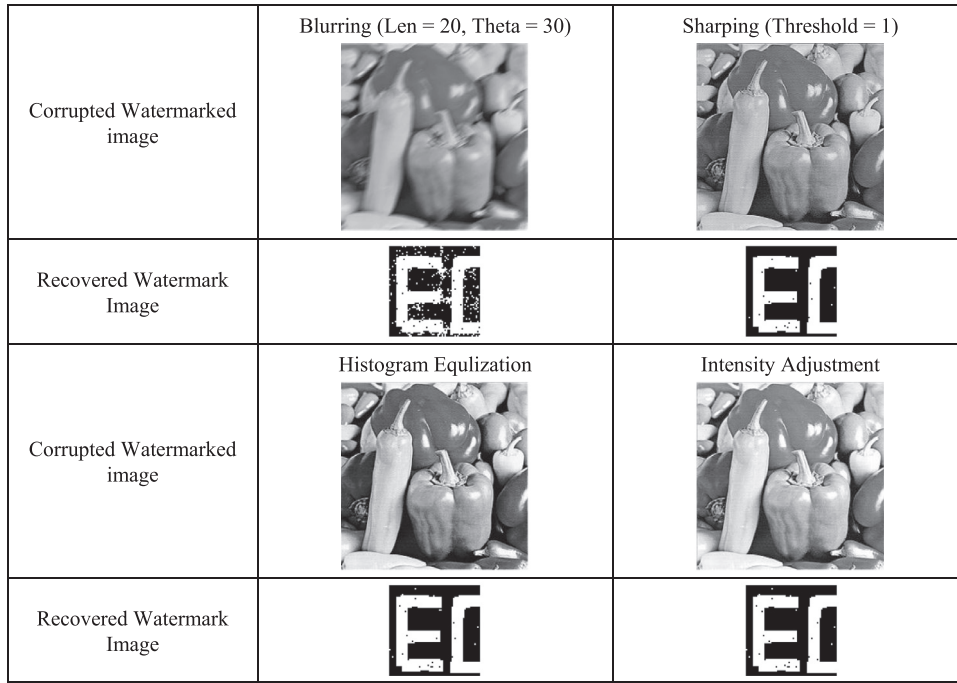 Blurring (Len = 20, Theta = 30)
Sharping (Threshold = 1)
Corrupted Watermarked
image
Recovered Watermark
Image
Histogram Equlization
Intensity Adjustment
Corrupted Watermarked
image
Recovered Watermark
Image